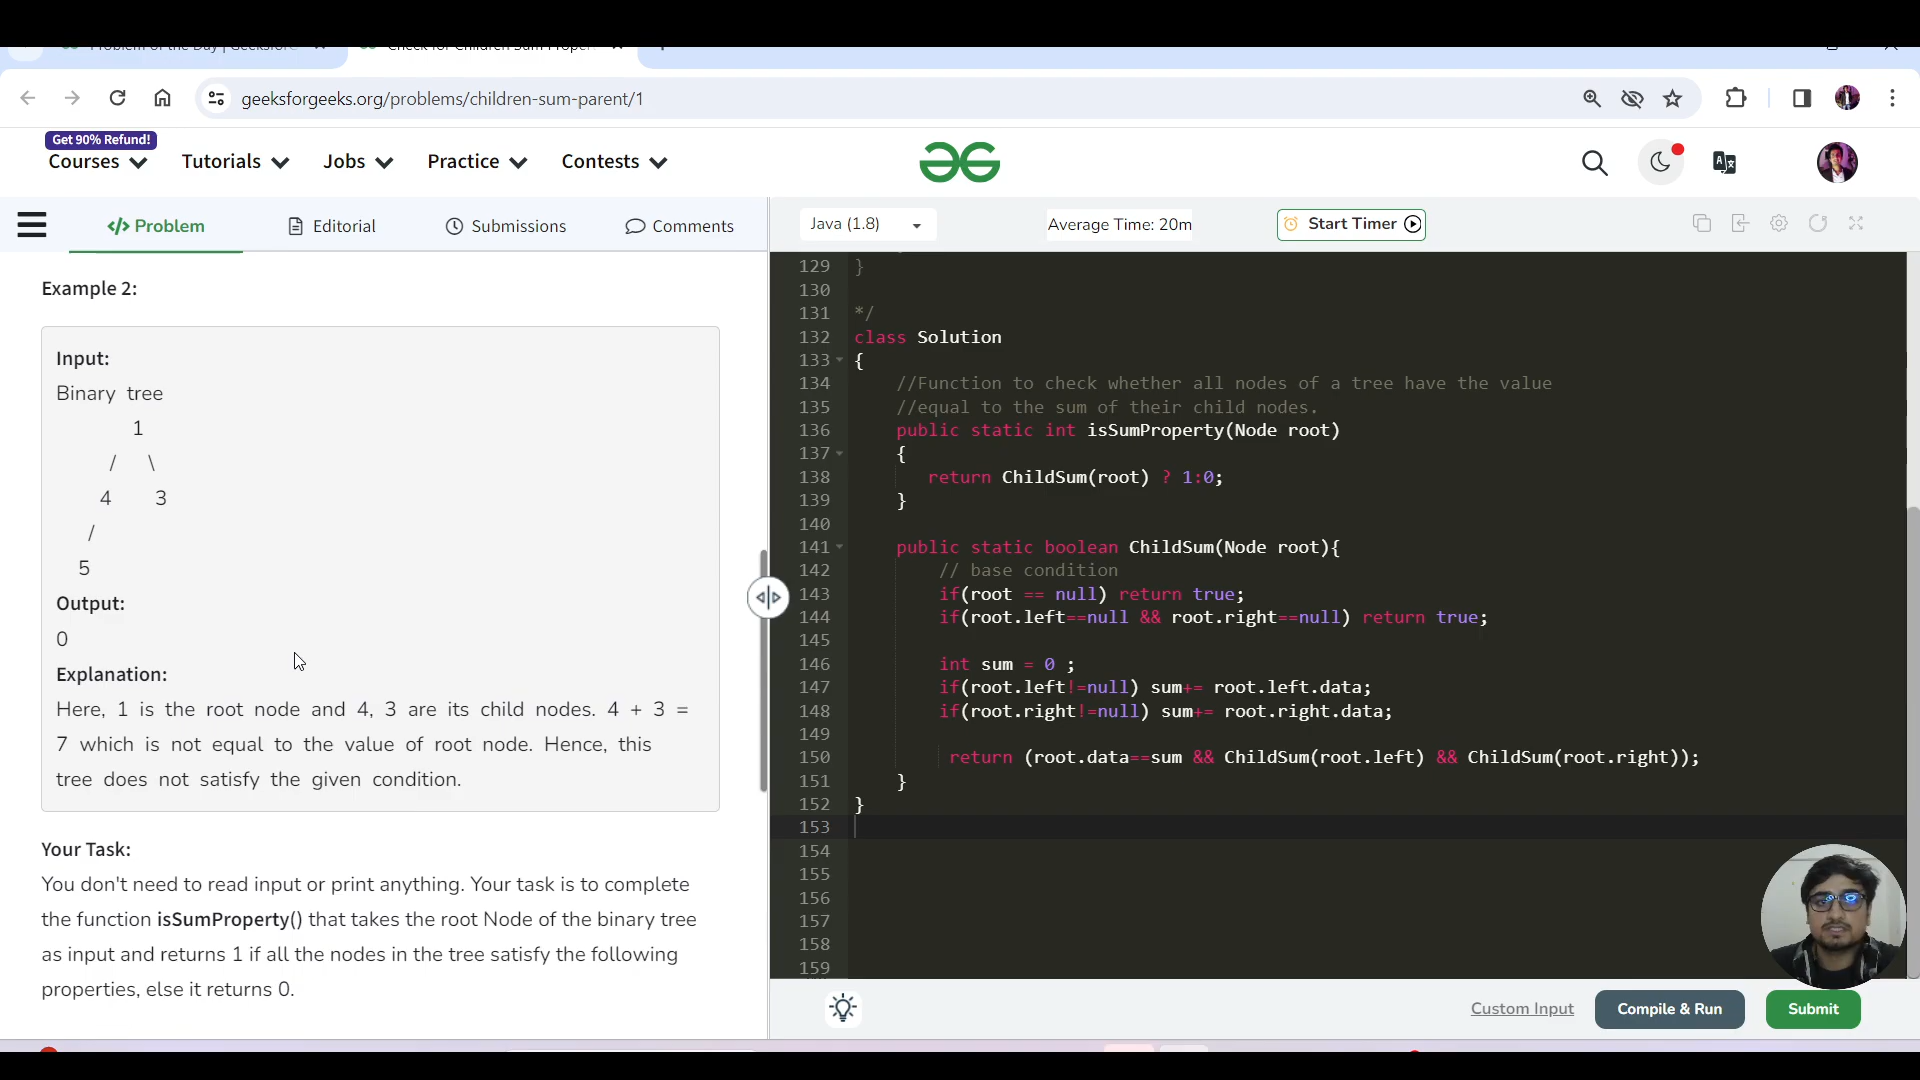 Problem of the Day | Geeksfor
Check for Children Sum Proper
geeksforgeeks.org/problems/children-sum-parent/1
Get 90% Refund!
Courses Tutorials Jobs Practice Contests
Problem Editorial Submissions Comments
Example 2:
Input:
Binary tree
1
/ \
4 3
/
5
Output:
0
Explanation:
Here, 1 is the root node and 4, 3 are its child nodes. 4 + 3 =
7 which is not equal to the value of root node. Hence, this
tree does not satisfy the given condition.
Your Task:
You don't need to read input or print anything. Your task is to complete
the function isSumProperty() that takes the root Node of the binary tree
as input and returns 1 if all the nodes in the tree satisfy the following
properties, else it returns 0.
Java (1.8) Average Time: 20m Start Timer
129 }
130
131 */
132 class Solution
133 {
134 //Function to check whether all nodes of a tree have the value
135 //equal to the sum of their child nodes.
136 public static int isSumProperty(Node root)
137 {
138 return ChildSum(root) ? 1:0;
139 }
140
141 public static boolean ChildSum(Node root){
142 // base condition
143 if(root == null) return true;
144 if(root.left==null && root.right==null) return true;
145
146 int sum = 0 ;
147 if(root.left!=null) sum+= root.left.data;
148 if(root.right!=null) sum+= root.right.data;
149
150 return (root.data==sum && ChildSum(root.left) && ChildSum(root.right));
151 }
152 }
153
154
155
156
157
158
159
Custom Input Compile & Run Submit